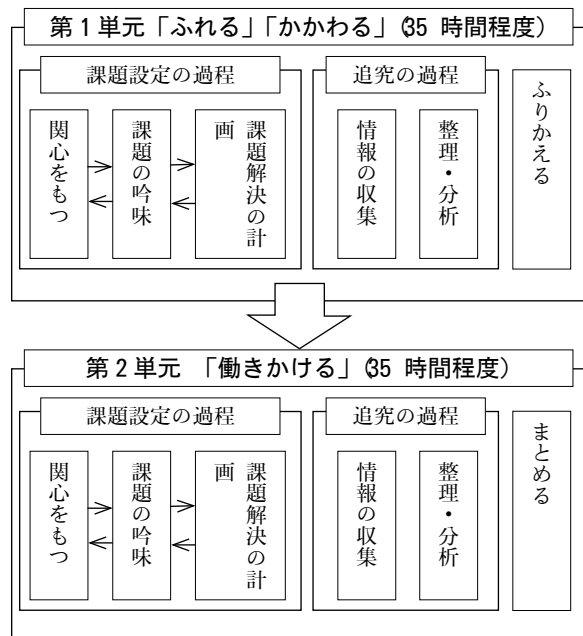 第1単元「ふれる」「かかわる」(35 時間程度)
課題設定の過程
関心をもつ
課題の吟味
課題解決の計
画
追究の過程
情報の収集
整理・分析
ふりかえる
第2単元 「働きかける」(35 時間程度)
課題設定の過程
関心をもつ
課題の吟味
課題解決の計
画
追究の過程
情報の収集
整理・分析
まとめる